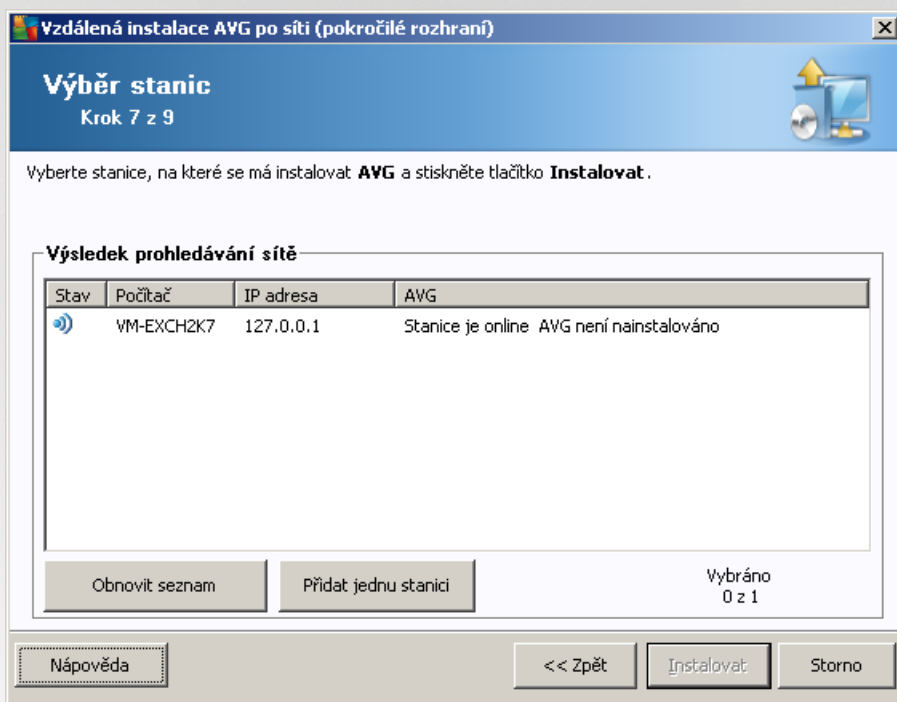 Vzdálená instalace AVG po síti (pokročilé rozhraní)
Výběr stanic
Krok 7 z 9
Vyberte stanice, na které se má instalovat AVG a stiskněte tlačítko Instalovat.
Výsledek prohledávání sítě
Stav Počítač IP adresa AVG
VM-EXCH2K7 127.0.0.1 Stanice je online AVG není nainstalováno
Obnovit seznam Přidat jednu stanici Vybráno
0 z 1
Nápověda << Zpět Instalovat Storno